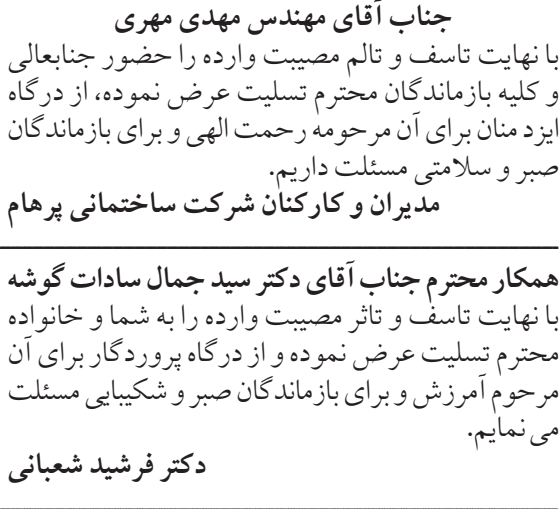 جناب آقای مهندس مهدی مهری
با نهایت تاسف و تالم مصیبت وارده را حضور جنابعالی
و کلیه بازماندگان محترم تسلیت عرض نموده، از درگاه
ایزد منان برای آن مرحومه رحمت الهی و برای بازماندگان
صبر و سلامتی مسئلت داریم.
مدیران و کارکنان شرکت ساختمانی پرهام
همکار محترم جناب آقای دکتر سید جمال سادات گوشه
با نهایت تاسف و تاثر مصیبت وارده را به شما و خانواده
محترم تسلیت عرض نموده و از درگاه پروردگار برای آن
مرحوم آمرزش و برای بازماندگان صبر و شکیبایی مسئلت
می نمایم.
دکتر فرشید شعبانی